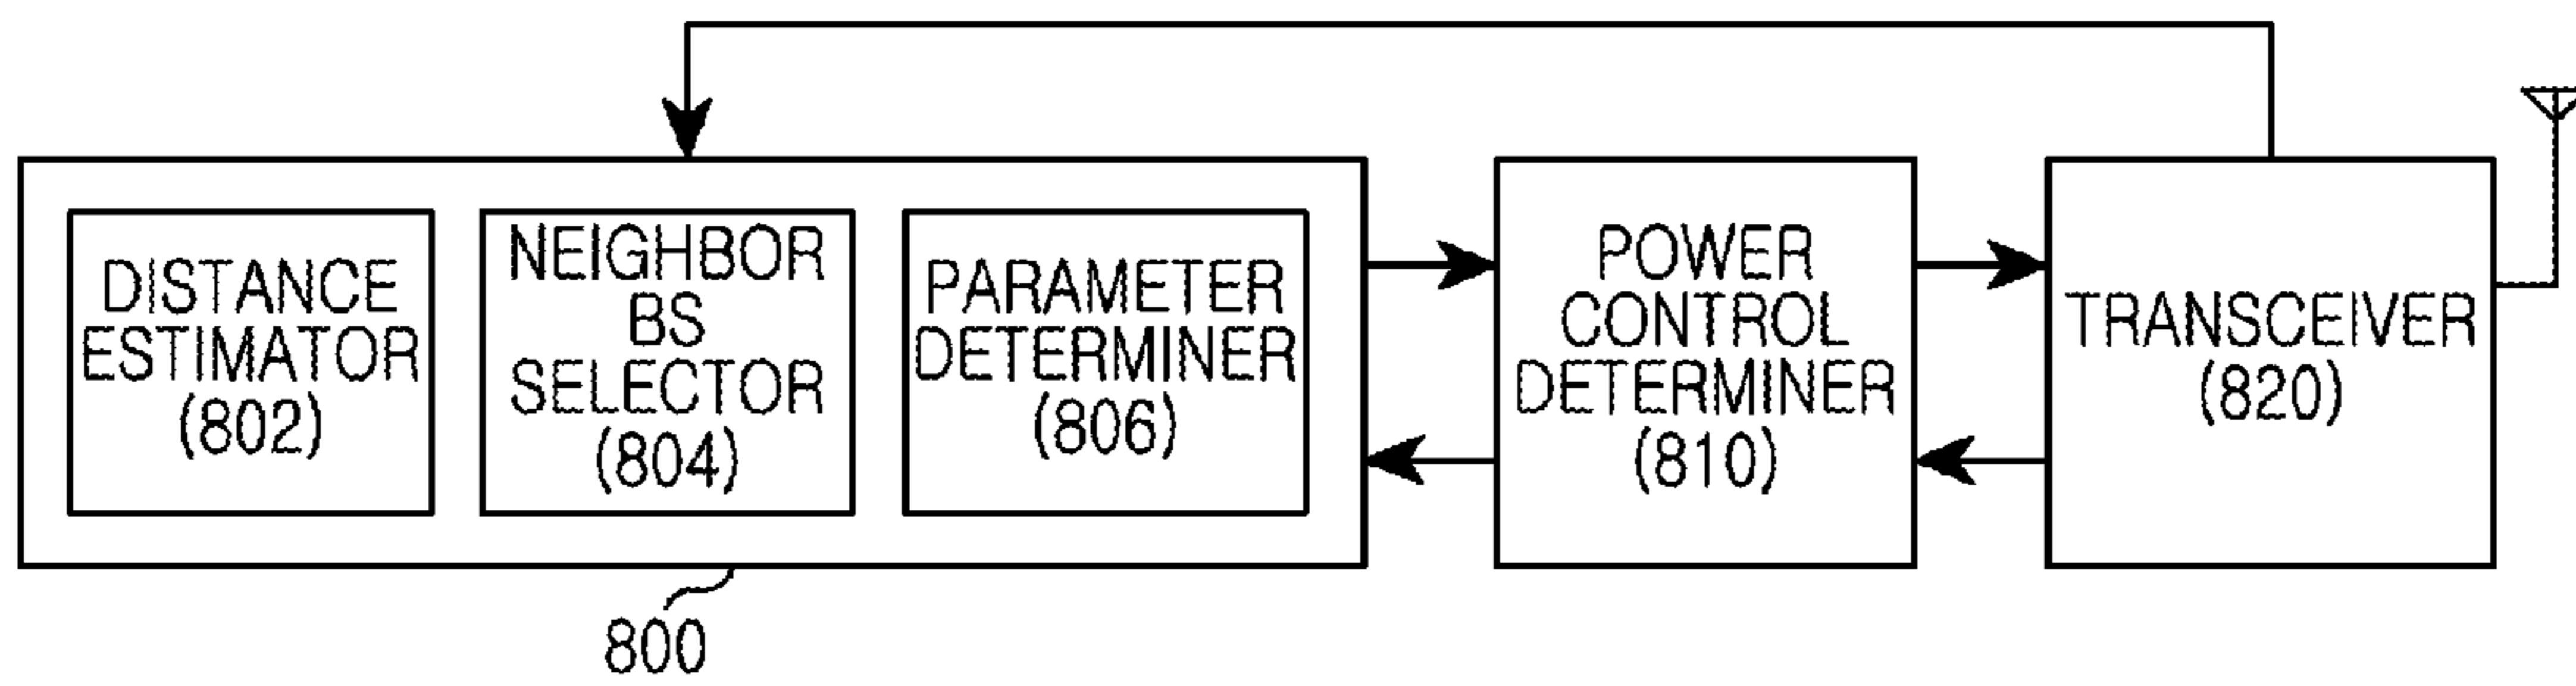 DISTANCE
ESTIMATOR
(802)
NEIGHBOR
BS
SELECTOR
(804)
PARAMETER
DETERMINER
(806)
POWER
CONTROL
DETERMINER
(810)
TRANSCEIVER
(820)
800